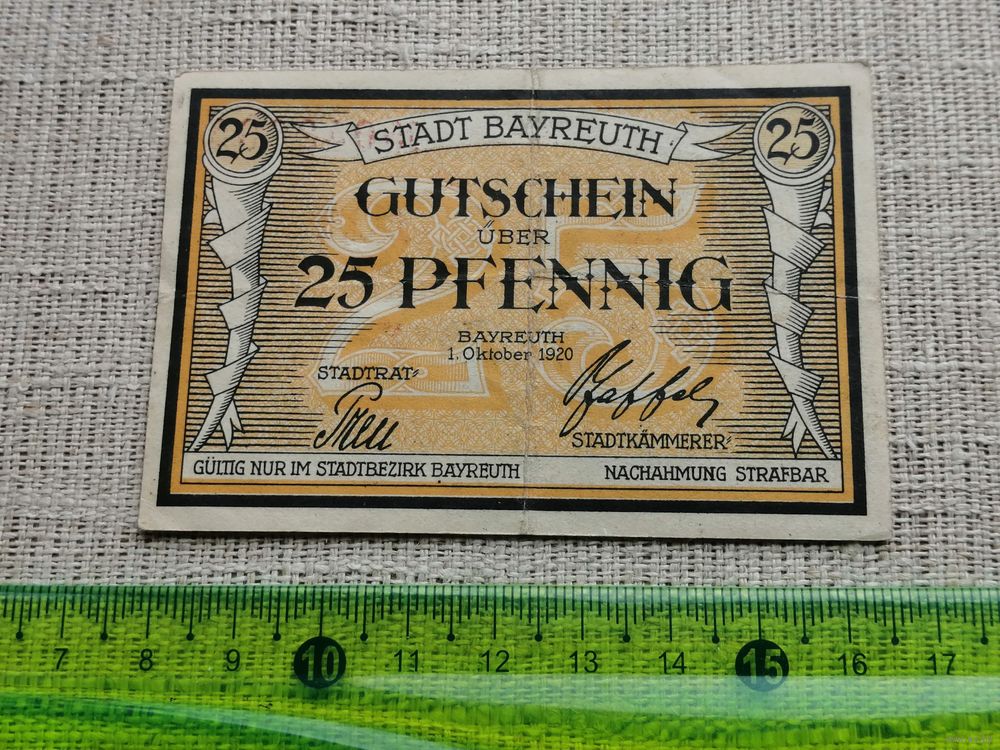 25
STADT BAYREUTH
25
GUTSCHEIN
ÜBER
25 PFENNIG
BAYREUTH
1. Oktober 1920
STADTRAT:
STADTKÄMMERER:
GÜLTIG NUR IM STADTBEZIRK BAYREUTH
NACHAHMUNG STRAFBAR
7 8 9 10 11 12 13 14 15 16 17